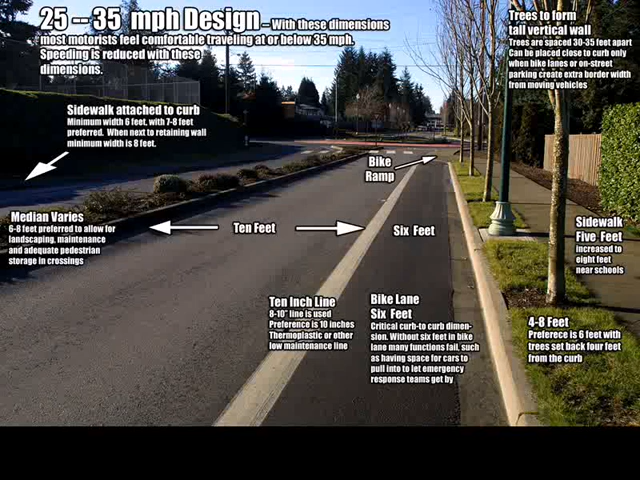 25 -- 35 mph Design -- With these dimensions
most motorists feel comfortable traveling at or below 35 mph.
Speeding is reduced with these
dimensions.
Trees to form
tall vertical wall
Trees are spaced 30-35 feet apart
Can be placed close to curb only
when bike lanes or on-street
parking create extra border width
from moving vehicles
Sidewalk attached to curb
Minimum width 6 feet, with 7-8 feet
preferred. When next to retaining wall
minimum width is 8 feet.
Bike
Ramp
Median Varies
6-8 feet preferred to allow for
landscaping, maintenance
and adequate pedestrian
storage in crossings
Ten Feet
Six Feet
Sidewalk
Five Feet
increased to
eight feet
near schools
Ten Inch Line
8-10" line is used
Preference is 10 inches
Thermoplastic or other
low maintenance line
Bike Lane
Six Feet
Critical curb-to curb dimen-
sion. Without six feet in bike
lane many functions fail, such
as having space for cars to
pull into to let emergency
response teams get by
4-8 Feet
Preferece is 6 feet with
trees set back four feet
from the curb